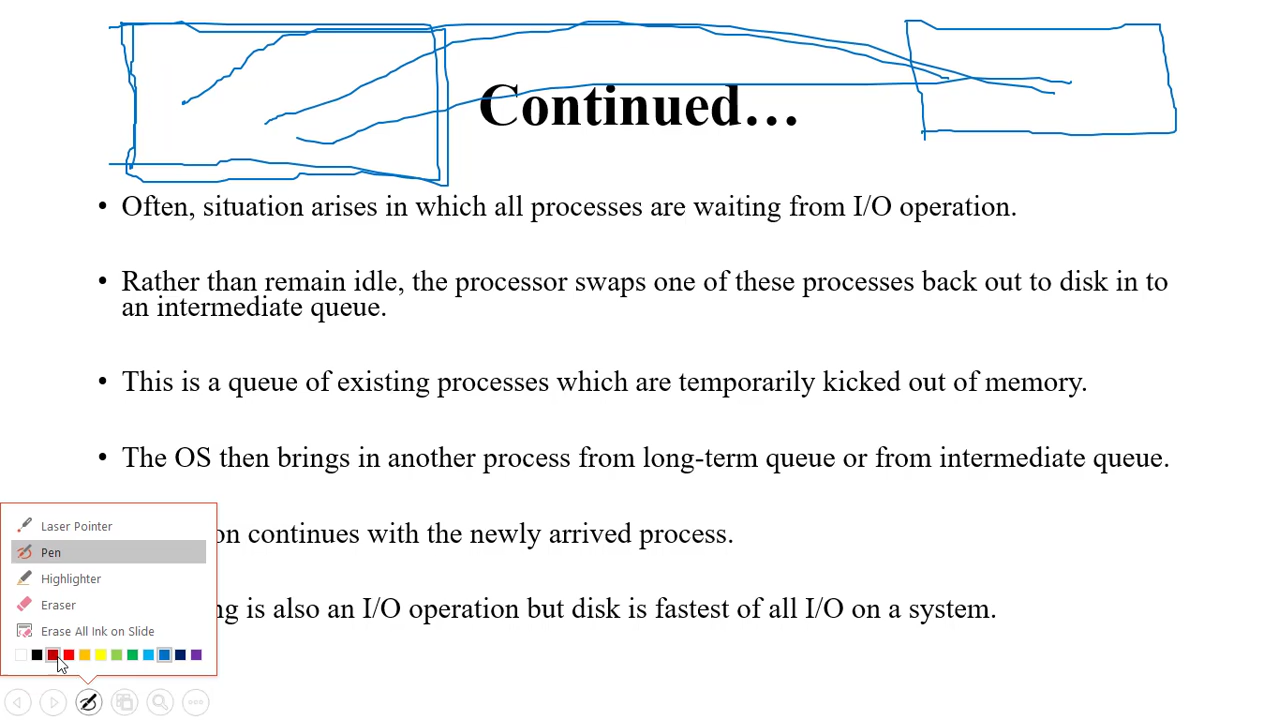 Continued…
• Often, situation arises in which all processes are waiting from I/O operation.
• Rather than remain idle, the processor swaps one of these processes back out to disk in to
an intermediate queue.
• This is a queue of existing processes which are temporarily kicked out of memory.
• The OS then brings in another process from long-term queue or from intermediate queue.
on continues with the newly arrived process.
ng is also an I/O operation but disk is fastest of all I/O on a system.
Laser Pointer
Pen
Highlighter
Eraser
Erase All Ink on Slide